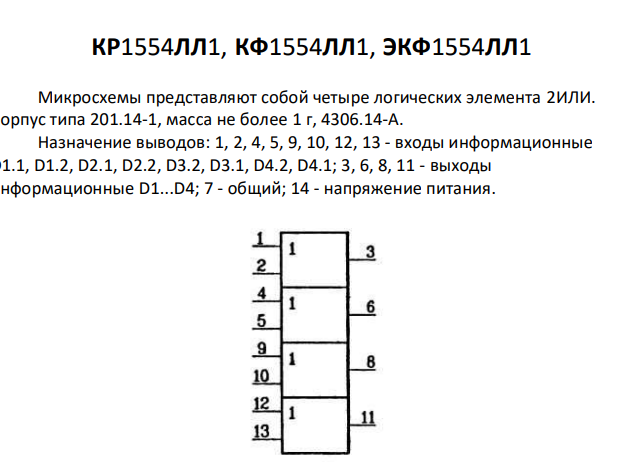 КР1554ЛЛ1, КФ1554ЛЛ1, ЭКФ1554ЛЛ1
Микросхемы представляют собой четыре логических элемента 2ИЛИ.
орпус типа 201.14-1, масса не более 1 г, 4306.14-А.
Назначение выводов: 1, 2, 4, 5, 9, 10, 12, 13 - входы информационные
1.1, D1.2, D2.1, D2.2, D3.2, D3.1, D4.2, D4.1; 3, 6, 8, 11 - выходы
нформационные D1...D4; 7 - общий; 14 - напряжение питания.
1
1
3
2
4
1
6
5
9
1
8
10
12
1
11
13